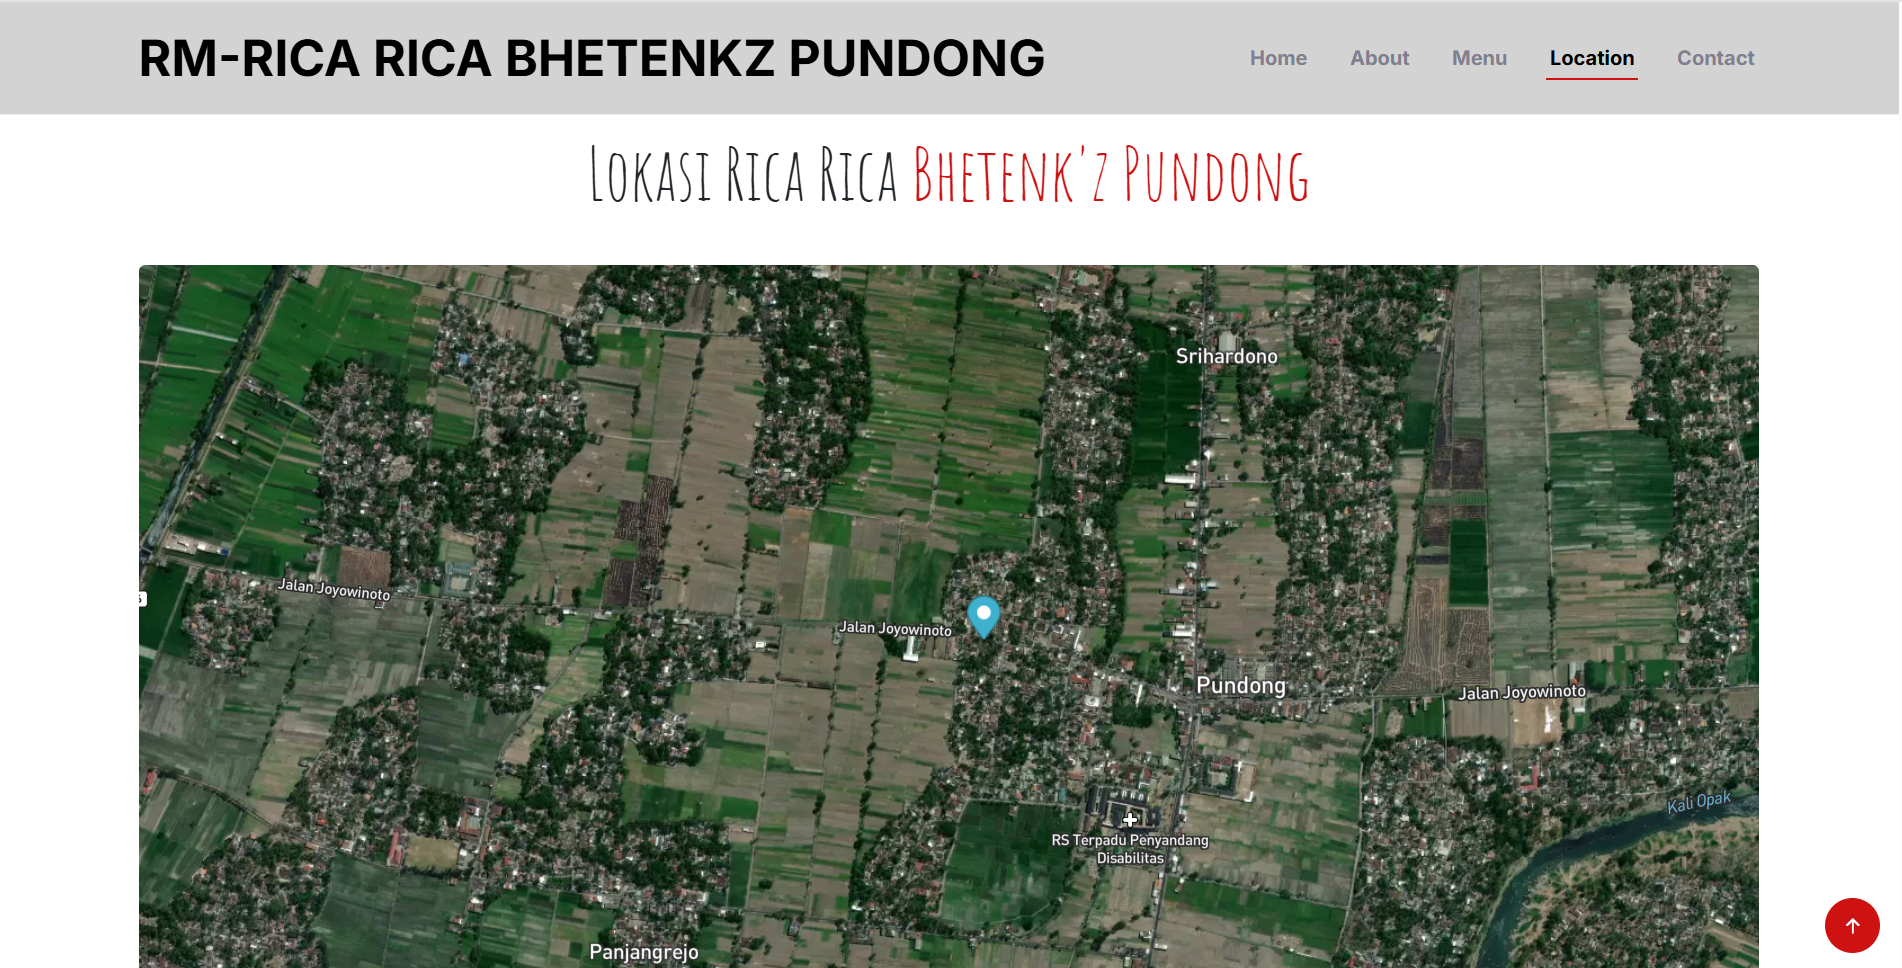 RM-RICA RICA BHETENKZ PUNDONG
Home About Menu Location Contact
Lokasi Rica Rica Bhetenk'z Pundong
Srihardono
Jalan Joyowinoto
Jalan Joyowinoto
Pundong
Jalan Joyowinoto
Kali Opak
RS Terpadu Penyandang
Disabilitas
Panjangrejo